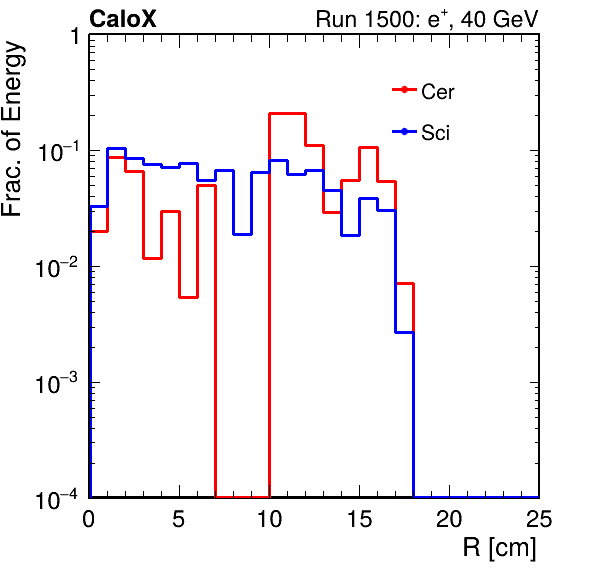 CaloX Run 1500: e⁺, 40 GeV
Frac. of Energy
1
10⁻¹
10⁻²
10⁻³
10⁻⁴
Cer
Sci
0 5 10 15 20 25
R [cm]